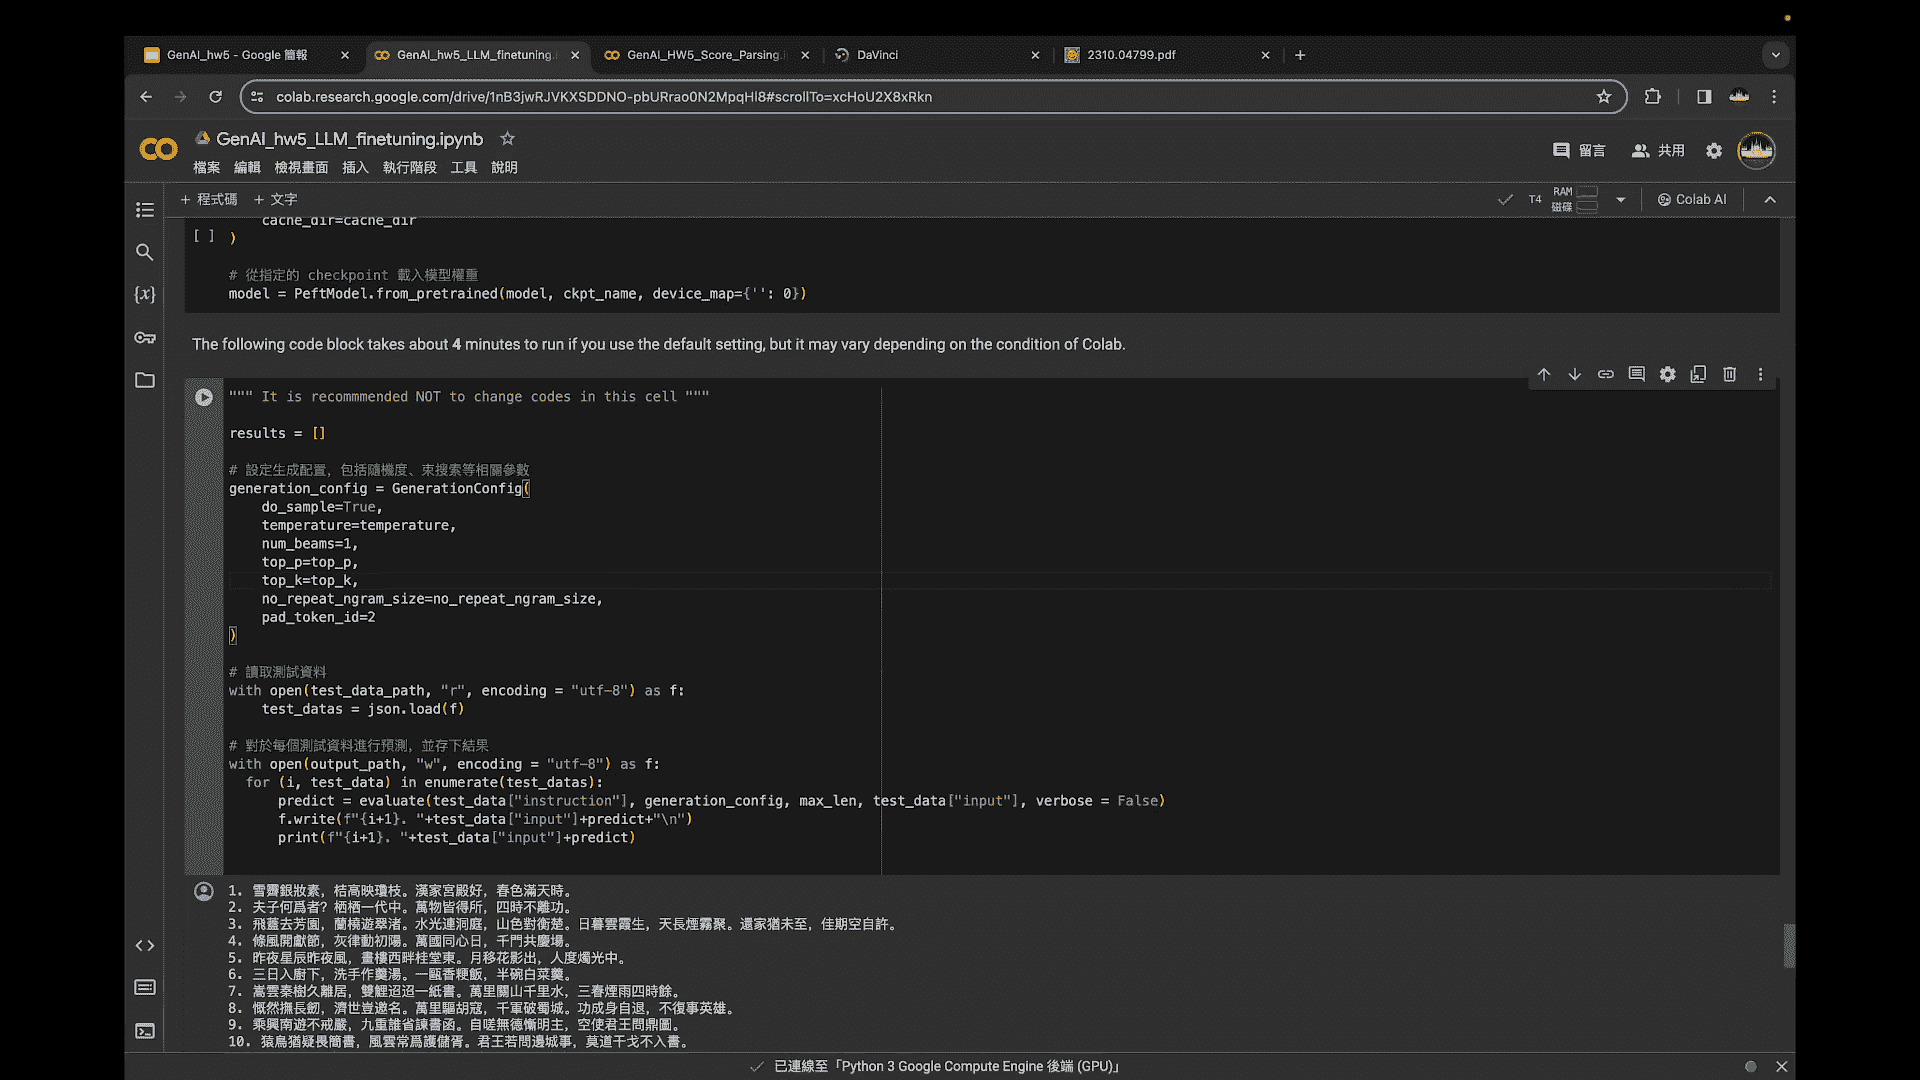 GenAI_hw5 - Google 簡報
GenAI_hw5_LLM_finetuning.
GenAI_HW5_Score_Parsing.i
DaVinci
2310.04799.pdf
colab.research.google.com/drive/1nB3jwRJVKXSDDNO-pbURrao0N2MpqHl8#scrollTo=xcHoU2X8xRkn
CO
GenAI_hw5_LLM_finetuning.ipynb
留言
共用
檔案 編輯 檢視畫面 插入 執行階段 工具 說明
+ 程式碼 + 文字
T4
RAM
磁碟
Colab AI
cache_dir=cache_dir
[ ] )
# 從指定的 checkpoint 載入模型權重
model = PeftModel.from_pretrained(model, ckpt_name, device_map={'': 0})
The following code block takes about 4 minutes to run if you use the default setting, but it may vary depending on the condition of Colab.
""" It is recommmended NOT to change codes in this cell """
results = []
# 設定生成配置，包括隨機度、束搜索等相關參數
generation_config = GenerationConfig(
do_sample=True,
temperature=temperature,
num_beams=1,
top_p=top_p,
top_k=top_k,
no_repeat_ngram_size=no_repeat_ngram_size,
pad_token_id=2
)
# 讀取測試資料
with open(test_data_path, "r", encoding = "utf-8") as f:
test_datas = json.load(f)
# 對於每個測試資料進行預測，並存下結果
with open(output_path, "w", encoding = "utf-8") as f:
for (i, test_data) in enumerate(test_datas):
predict = evaluate(test_data["instruction"], generation_config, max_len, test_data["input"], verbose = False)
f.write(f"{i+1}. "+test_data["input"]+predict+"\n")
print(f"{i+1}. "+test_data["input"]+predict)
1. 雪霽銀妝素，桔高映瓊枝。漢家宮殿好，春色滿天時。
2. 夫子何爲者？栖栖一代中。萬物皆得所，四時不離功。
3. 飛蓋去芳園，蘭橈遊翠渚。水光連洞庭，山色對衡楚。日暮雲霞生，天長煙霧聚。還家猶未至，佳期空自許。
4. 條風開獻節，灰律動初陽。萬國同心日，千門共慶場。
5. 昨夜星辰昨夜風，畫樓西畔桂堂東。月移花影出，人度燭光中。
6. 三日入廚下，洗手作羹湯。一甌香粳飯，半碗白菜羹。
7. 嵩雲秦樹久離居，雙鯉迢迢一紙書。萬里關山千里水，三春煙雨四時餘。
8. 慨然撫長劒，濟世豈邀名。萬里驅胡寇，千軍破蜀城。功成身自退，不復事英雄。
9. 乘興南遊不戒嚴，九重誰省諫書函。自嗟無德慚明主，空使君王問鼎圖。
10. 猿鳥猶疑畏簡書，風雲常爲護儲胥。君王若問邊城事，莫道干戈不入書。
已連線至「Python 3 Google Compute Engine 後端 (GPU)」